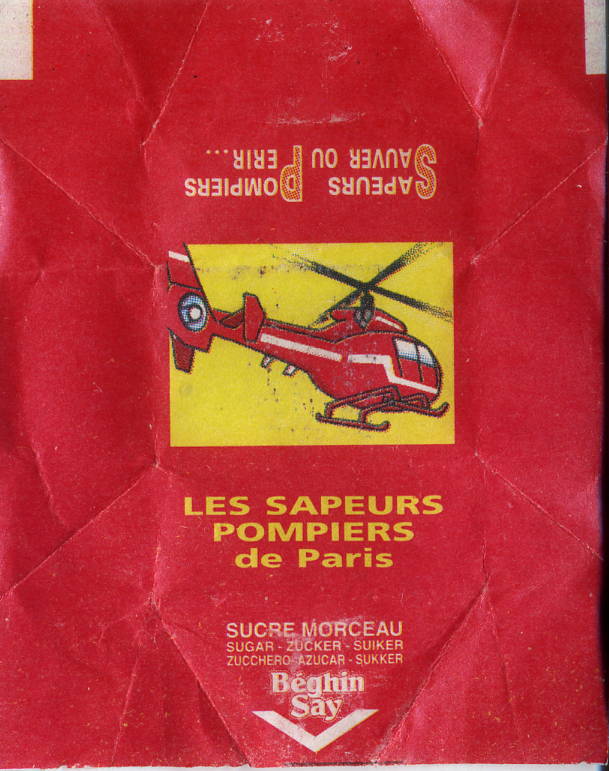 SAPEURS POMPIERS
SAUVER OU PERIR...
LES SAPEURS
POMPIERS
de Paris
SUCRE MORCEAU
SUGAR - ZUCKER - SUIKER
ZUCCHERO - AZUCAR - SUKKER
Béghin
Say